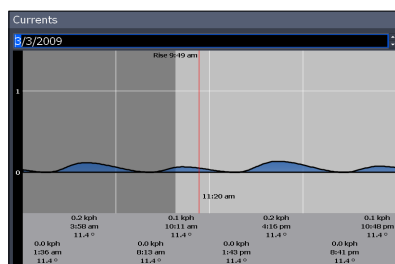 Currents
3/3/2009
Rise 9:49 am
1
0
11:20 am
0.2 kph 0.1 kph 0.2 kph 0.1 kph
3:58 am 10:11 am 4:16 pm 10:48 pm
11.4 ° 11.4 ° 11.4 ° 11.4 °
0.0 kph 0.0 kph 0.0 kph 0.0 kph
1:36 am 8:13 am 1:43 pm 8:41 pm
11.4 ° 11.4 ° 11.4 ° 11.4 °